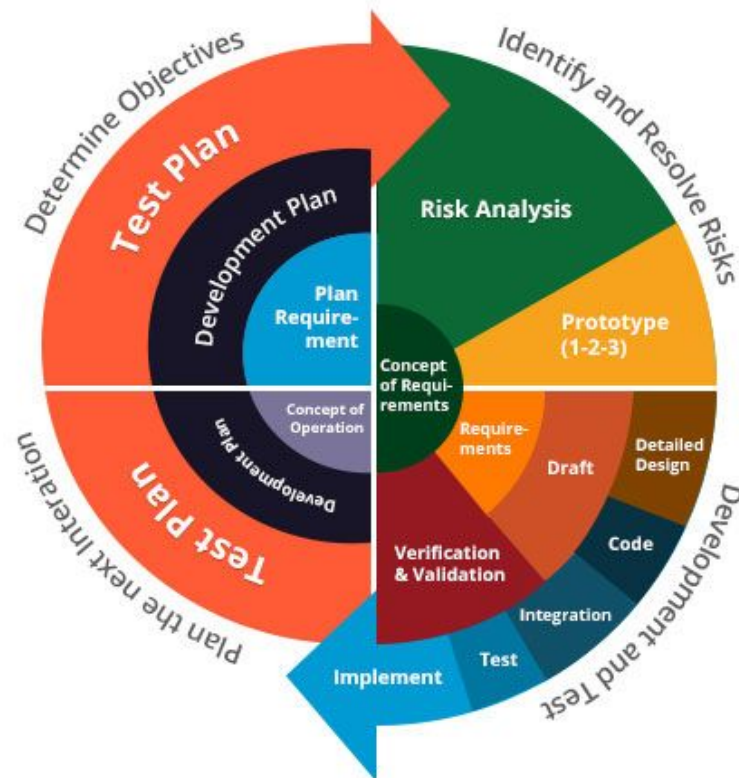 Determine Objectives
Identify and Resolve Risks
Test Plan
Development Plan
Plan
Require-
ment
Risk Analysis
Prototype
(1-2-3)
Concept
of Requi-
rements
Concept of
Operation
Development Plan
Test Plan
Plan the next Interation
Require-
ments
Draft
Detailed
Design
Code
Integration
Test
Implement
Verification
& Validation
Development and Test